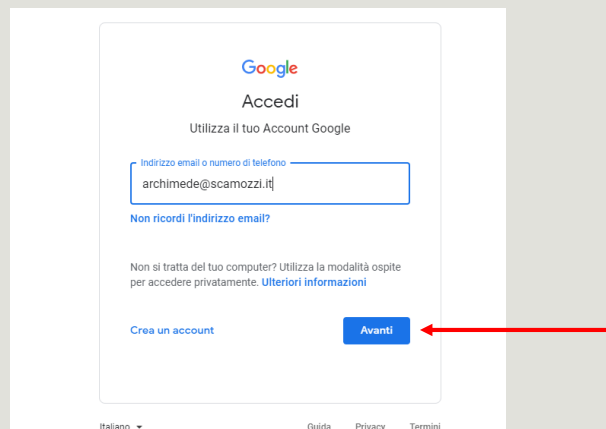 Google
Accedi
Utilizza il tuo Account Google
Indirizzo email o numero di telefono
archimede@scamozzi.it
Non ricordi l'indirizzo email?
Non si tratta del tuo computer? Utilizza la modalità ospite
per accedere privatamente. Ulteriori informazioni
Crea un account Avanti
Italiano Guida Privacy Termini